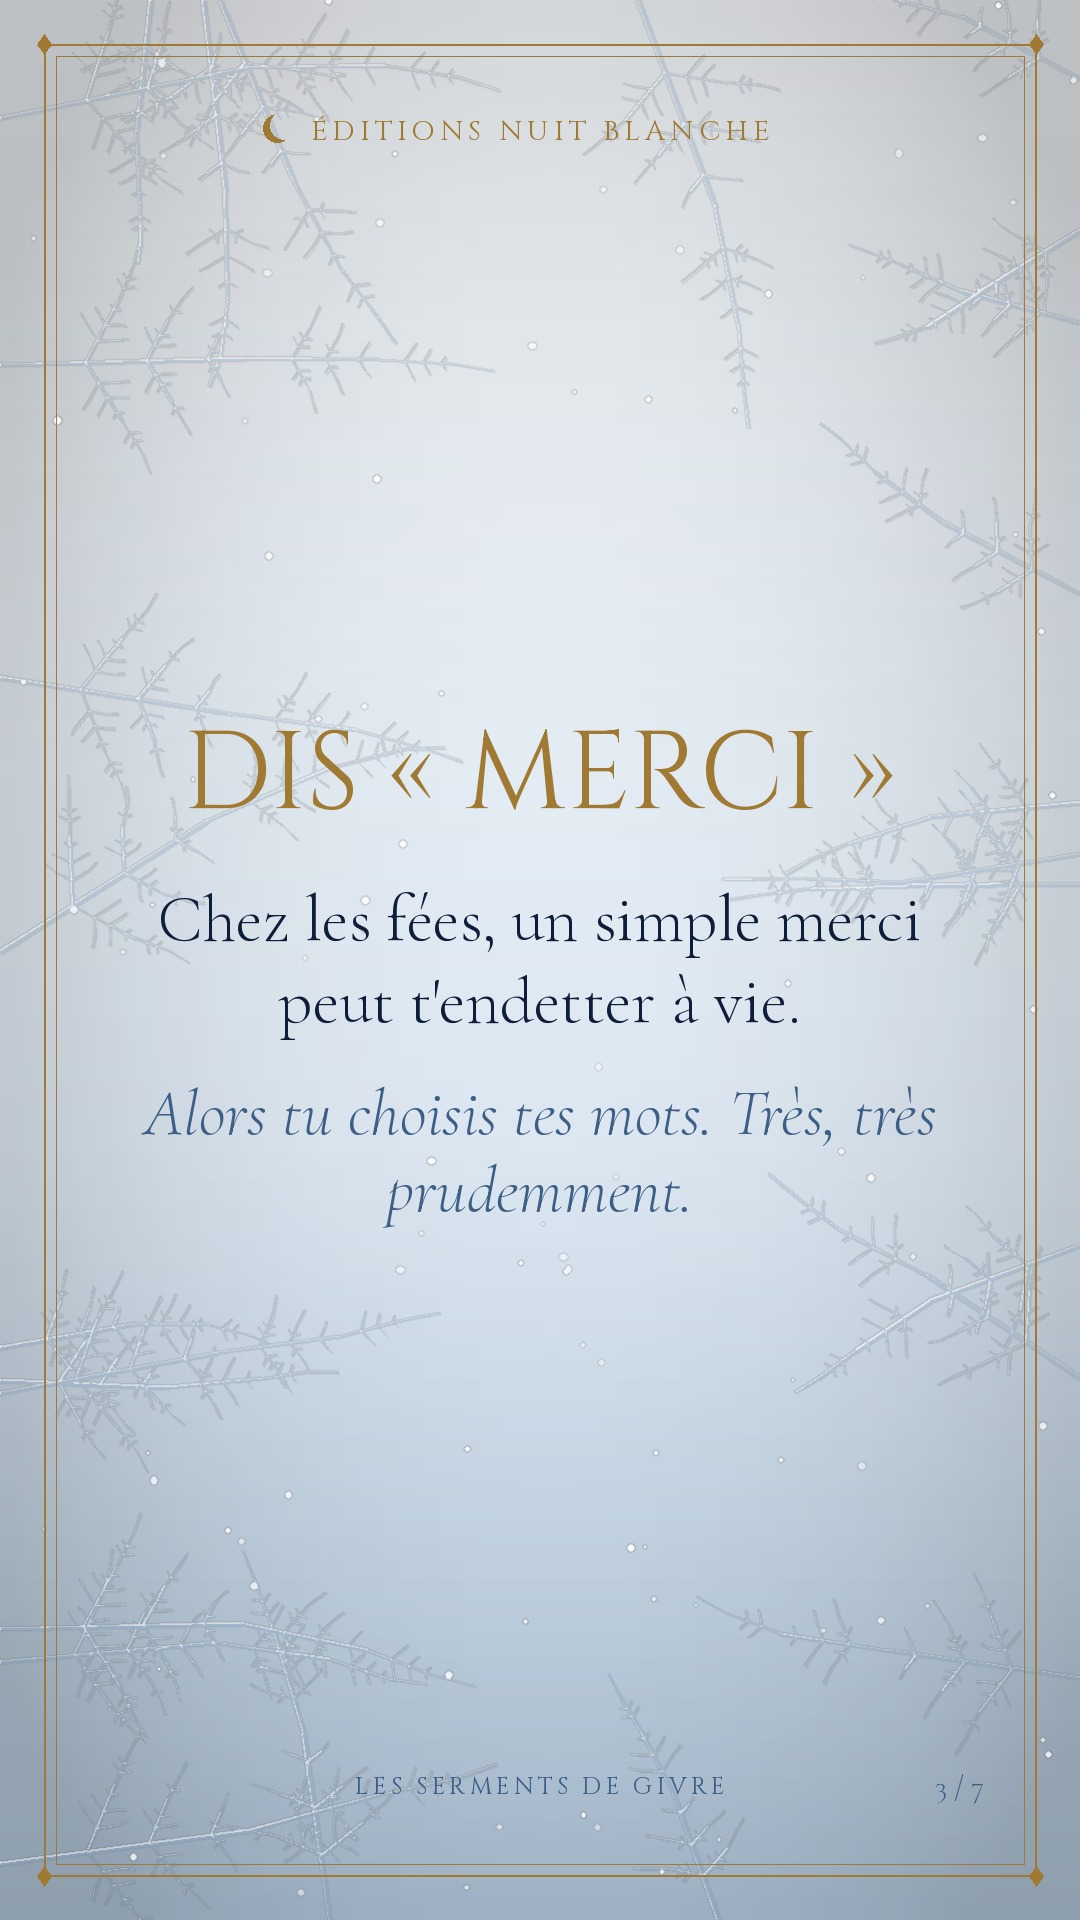 ÉDITIONS NUIT BLANCHE
DIS « MERCI »
Chez les fées, un simple merci
peut t'endetter à vie.
Alors tu choisis tes mots. Très, très
prudemment.
LES SERMENTS DE GIVRE
3 / 7